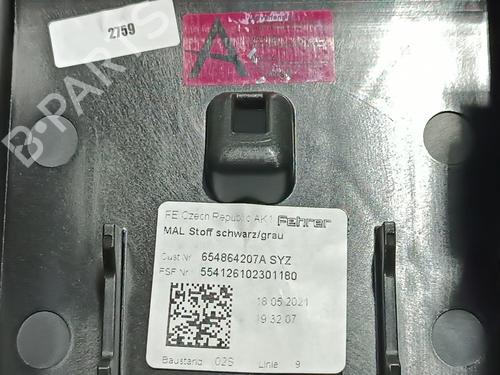 2759
A
FE Czech Republic AK1 Fehrer
MAL Stoff schwarz/grau
Cust Nr. 654864207A SYZ
FSF Nr. 554126102301180
18.05.2021
19:32:07
Baustand 02S Linie 9
B-PARTS